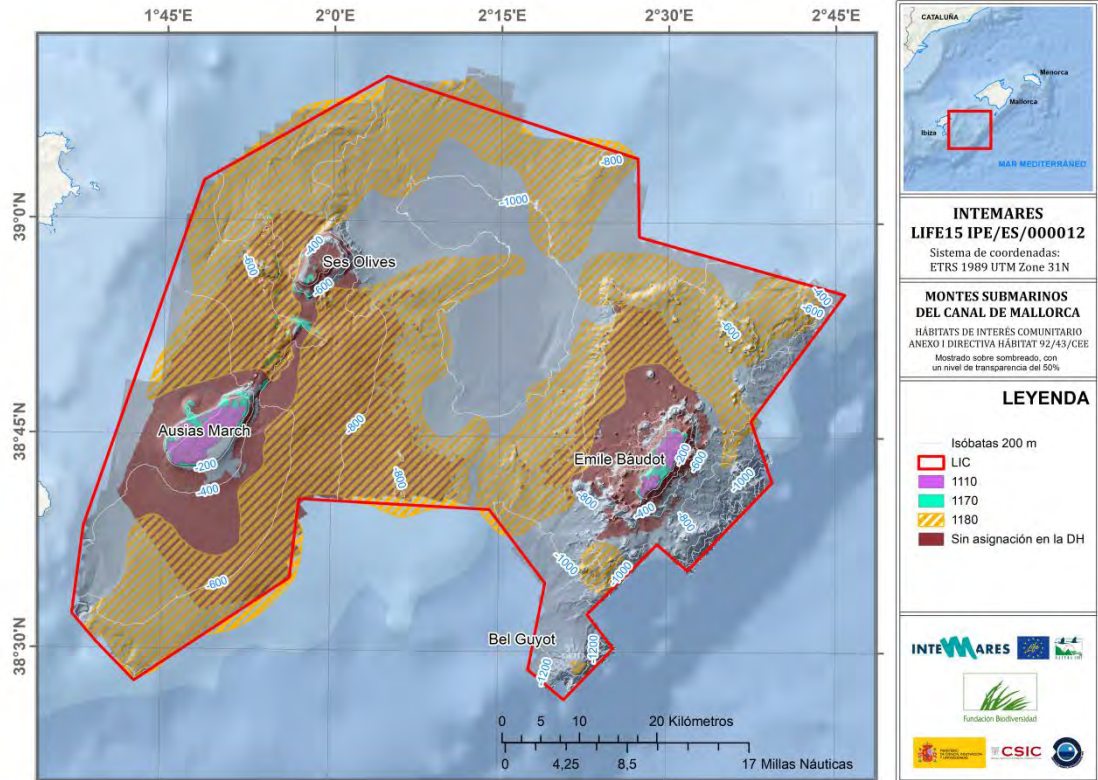 1°45'E 2°0'E 2°15'E 2°30'E 2°45'E
39°0'N
38°45'N
38°30'N
-800
-1000
-400
Ses Olives
-600
-600
-400
-600
-600
-800
Ausias March
-200
-400
-800
Emile Baudot
-200
-600
-1000
-800
-400
-600
-1000
-1000
-800
Bel Guyot
-1200
-1200
0 5 10 20 Kilómetros
0 4,25 8,5 17 Millas Náuticas
CATALUÑA
Menorca
Mallorca
Ibiza
MAR MEDITERRÁNEO
INTEMARES
LIFE15 IPE/ES/000012
Sistema de coordenadas:
ETRS 1989 UTM Zone 31N
MONTES SUBMARINOS
DEL CANAL DE MALLORCA
HÁBITATS DE INTERÉS COMUNITARIO
ANEXO I DIRECTIVA HÁBITAT 92/43/CEE
Mostrado sobre sombreado, con
un nivel de transparencia del 50%
LEYENDA
Isóbatas 200 m
LIC
1110
1170
1180
Sin asignación en la DH
INTEMARES
Fundación Biodiversidad
CSIC